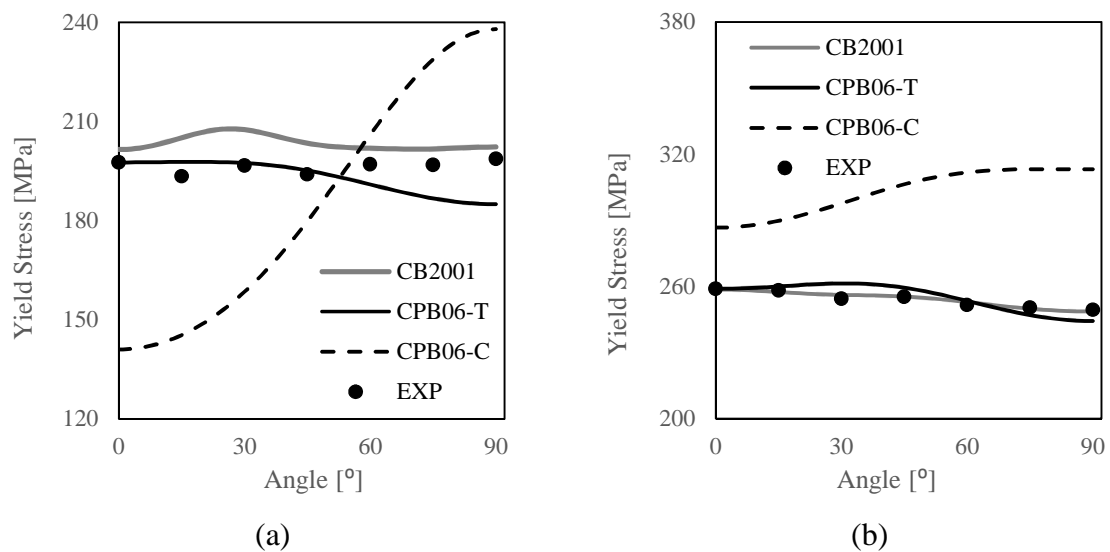 240
210
180
150
120
Yield Stress [MPa]
CB2001
CPB06-T
CPB06-C
EXP
0
30
60
90
Angle [º]
(a)
380
320
260
200
Yield Stress [MPa]
CB2001
CPB06-T
CPB06-C
EXP
0
30
60
90
Angle [º]
(b)